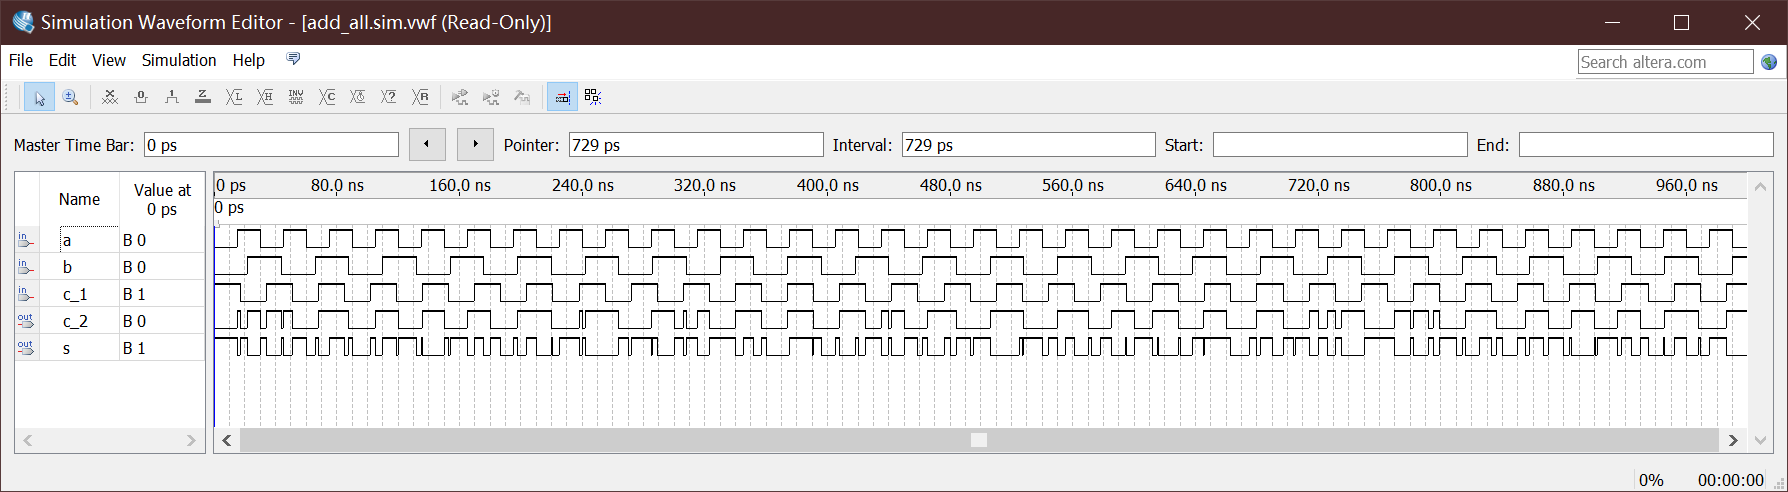 Simulation Waveform Editor - [add_all.sim.vwf (Read-Only)]
File Edit View Simulation Help
Search altera.com
Master Time Bar: 0 ps Pointer: 729 ps Interval: 729 ps Start: End:
Name Value at 0 ps
0 ps 80.0 ns 160.0 ns 240.0 ns 320.0 ns 400.0 ns 480.0 ns 560.0 ns 640.0 ns 720.0 ns 800.0 ns 880.0 ns 960.0 ns
0 ps
in a B 0
in b B 0
in c_1 B 1
out c_2 B 0
out s B 1
0% 00:00:00